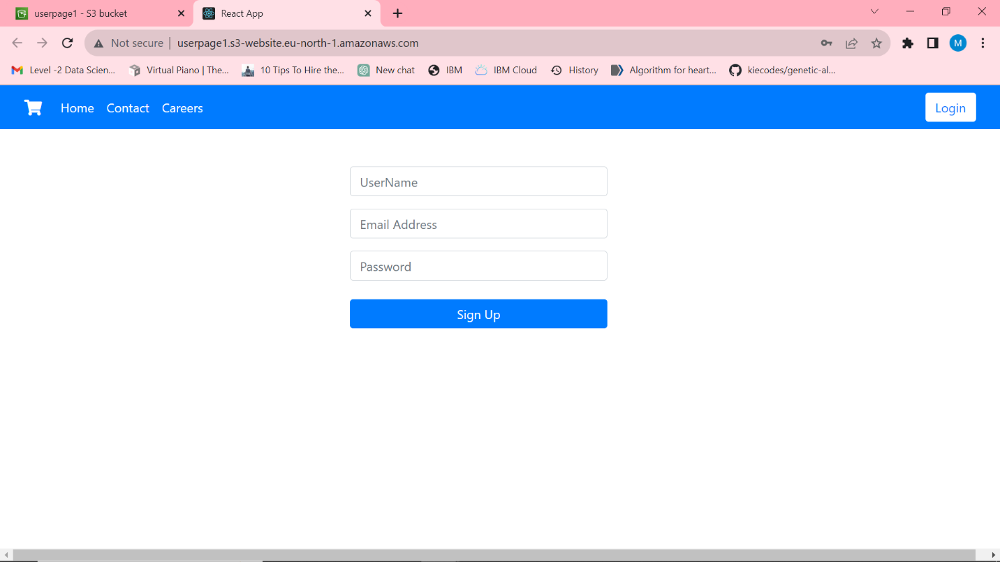 userpage1 - S3 bucket
React App
Not secure
userpage1.s3-website.eu-north-1.amazonaws.com
M
Level -2 Data Scien...
Virtual Piano | The...
10 Tips To Hire the...
New chat
IBM
IBM Cloud
History
Algorithm for heart...
kiecodes/genetic-al...
Home
Contact
Careers
Login
UserName
Email Address
Password
Sign Up